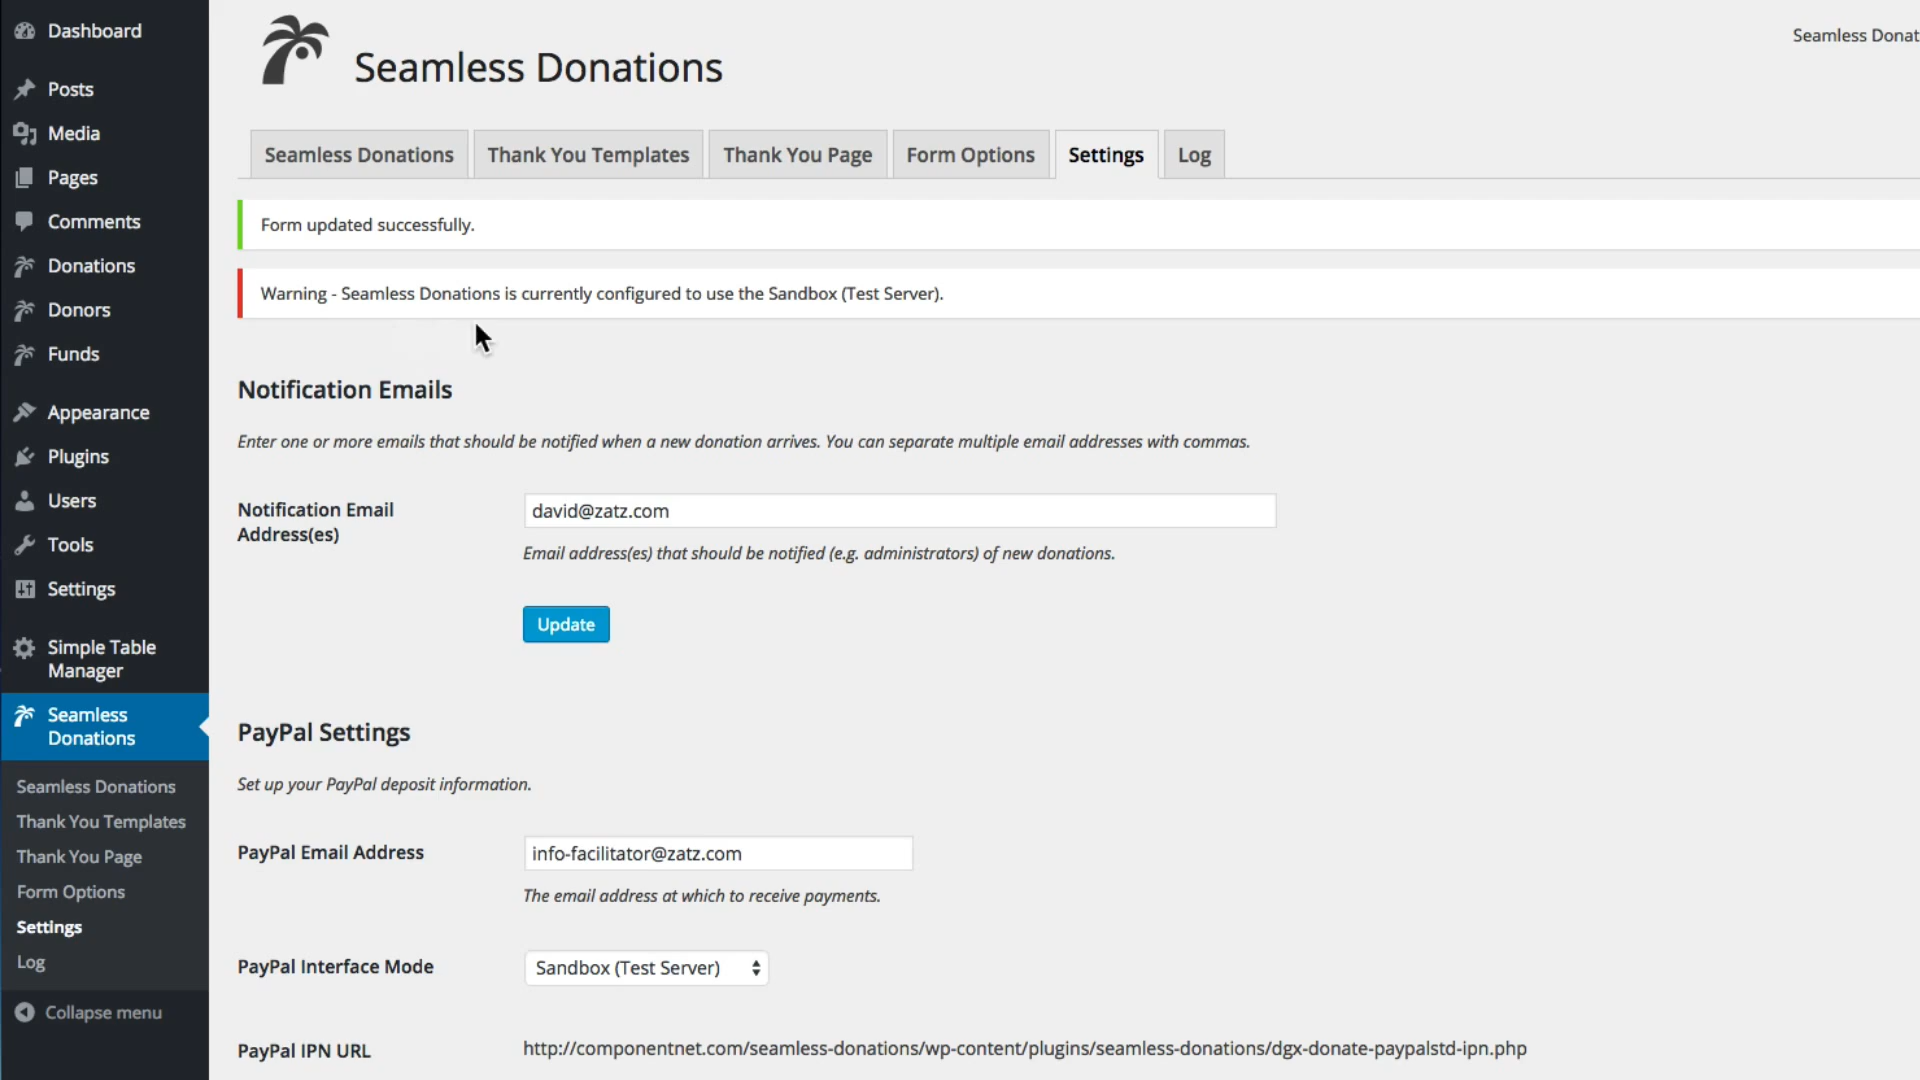 Dashboard
Posts
Media
Pages
Comments
Donations
Donors
Funds
Appearance
Plugins
Users
Tools
Settings
Simple Table
Manager
Seamless
Donations
Seamless Donations
Thank You Templates
Thank You Page
Form Options
Settings
Log
Collapse menu
Seamless Donations
Seamless Donat
Seamless Donations
Thank You Templates
Thank You Page
Form Options
Settings
Log
Form updated successfully.
Warning - Seamless Donations is currently configured to use the Sandbox (Test Server).
Notification Emails
Enter one or more emails that should be notified when a new donation arrives. You can separate multiple email addresses with commas.
Notification Email
Address(es)
david@zatz.com
Email address(es) that should be notified (e.g. administrators) of new donations.
Update
PayPal Settings
Set up your PayPal deposit information.
PayPal Email Address
info-facilitator@zatz.com
The email address at which to receive payments.
PayPal Interface Mode
Sandbox (Test Server)
PayPal IPN URL
http://componentnet.com/seamless-donations/wp-content/plugins/seamless-donations/dgx-donate-paypalstd-ipn.php